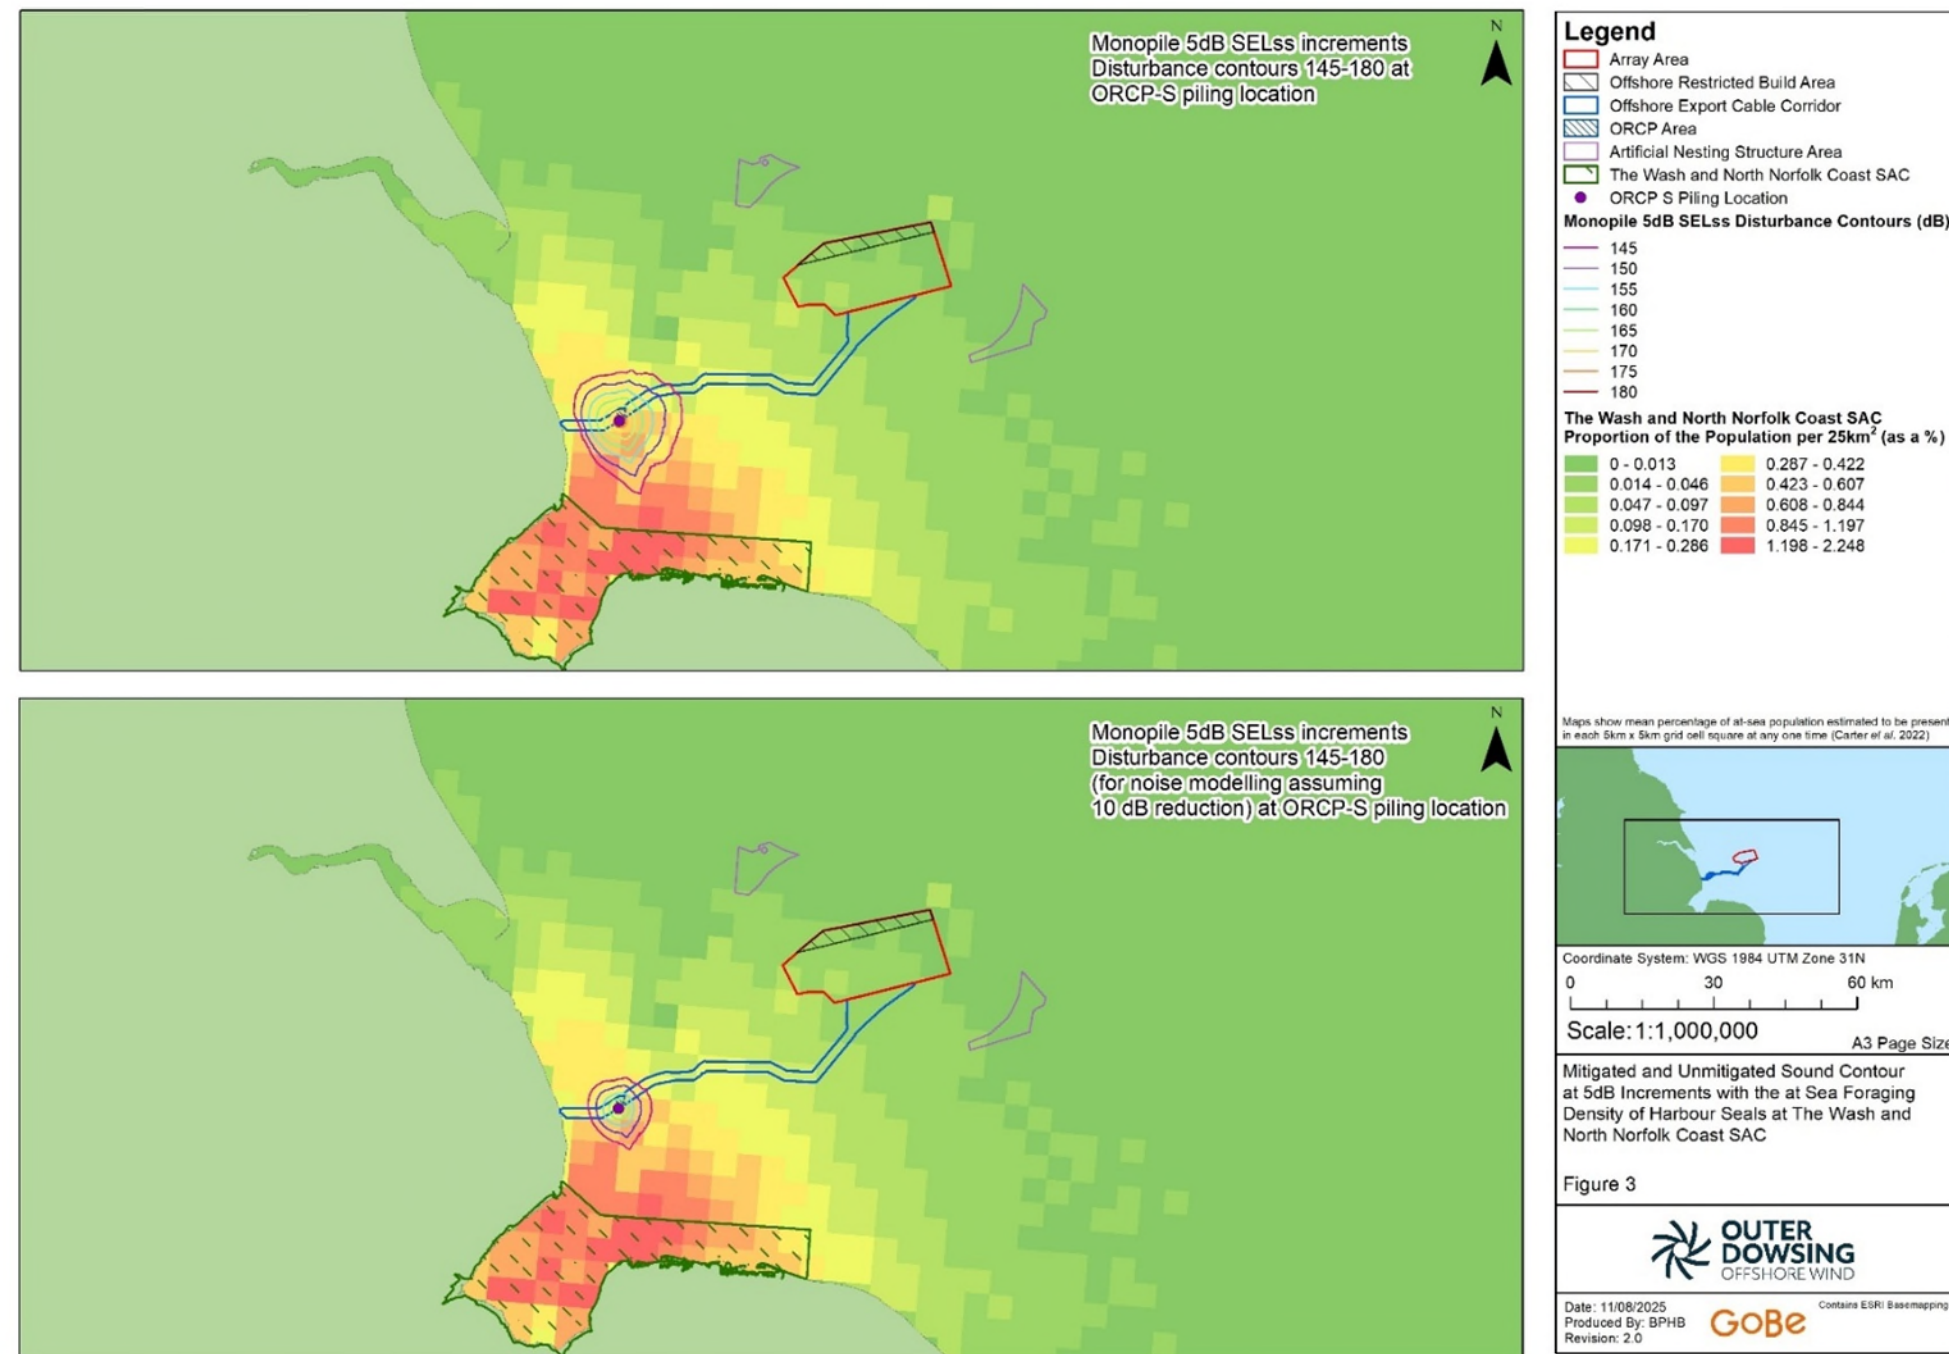 Monopile 5dB SELss increments
Disturbance contours 145-180 at
ORCP-S piling location
N
Monopile 5dB SELss increments
Disturbance contours 145-180
(for noise modelling assuming
10 dB reduction) at ORCP-S piling location
N
Legend
Array Area
Offshore Restricted Build Area
Offshore Export Cable Corridor
ORCP Area
Artificial Nesting Structure Area
The Wash and North Norfolk Coast SAC
ORCP S Piling Location
Monopile 5dB SELss Disturbance Contours (dB)
145
150
155
160
165
170
175
180
The Wash and North Norfolk Coast SAC
Proportion of the Population per 25km² (as a %)
0 - 0.013 0.287 - 0.422
0.014 - 0.046 0.423 - 0.607
0.047 - 0.097 0.608 - 0.844
0.098 - 0.170 0.845 - 1.197
0.171 - 0.286 1.198 - 2.248
Maps show mean percentage of at-sea population estimated to be present
in each 5km x 5km grid cell square at any one time (Carter et al. 2022)
Coordinate System: WGS 1984 UTM Zone 31N
0 30 60 km
Scale:1:1,000,000
A3 Page Size
Mitigated and Unmitigated Sound Contour
at 5dB Increments with the at Sea Foraging
Density of Harbour Seals at The Wash and
North Norfolk Coast SAC
Figure 3
OUTER
DOWSING
OFFSHORE WIND
Date: 11/08/2025
Produced By: BPHB
Revision: 2.0
GoBe
Contains ESRI Basemapping